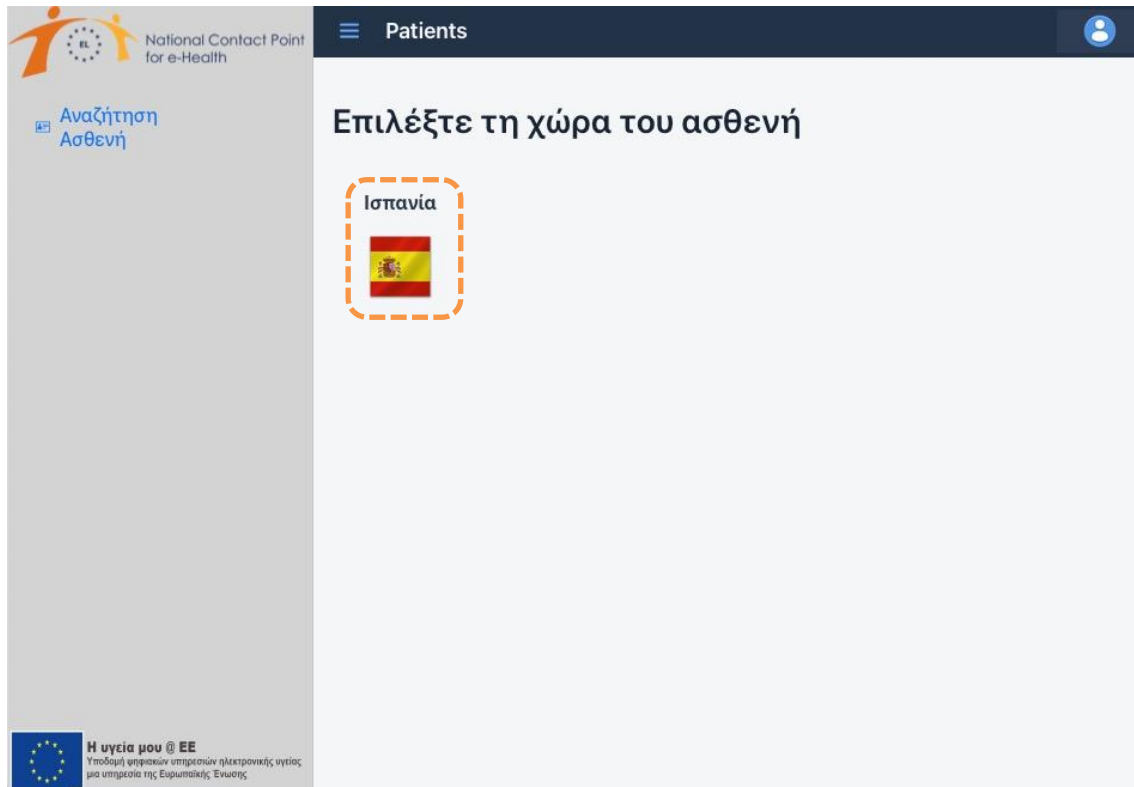 National Contact Point
for e-Health
EL
Patients
Αναζήτηση
Ασθενή
Επιλέξτε τη χώρα του ασθενή
Ισπανία
Η υγεία μου @ ΕΕ
Υποδομή ψηφιακών υπηρεσιών ηλεκτρονικής υγείας
μια υπηρεσία της Ευρωπαϊκής Ένωσης